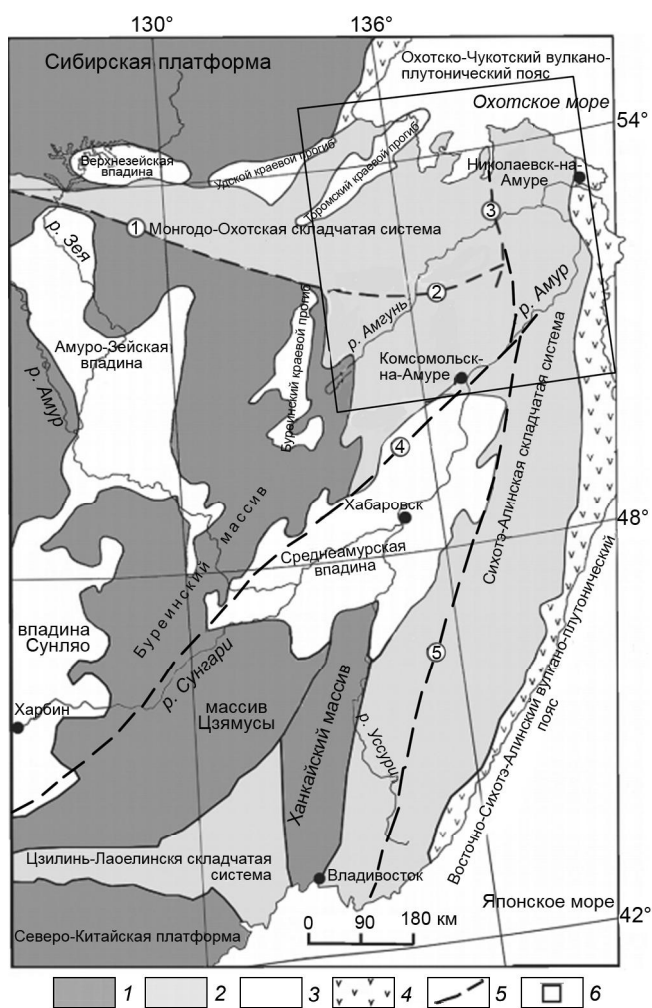 130°
136°
Сибирская платформа
Охотско-Чукотский вулкано-
плутонический пояс
Охотское море
54°
Верхнезейская
впадина
Удской краевой прогиб
Торомский краевой прогиб
Николаевск-на-
Амуре
1
Монгодо-Охотская складчатая система
3
р. Зея
2
р. Амгунь
р. Амур
Амуро-Зейская
впадина
Буреинский краевой прогиб
Комсомольск-
на-Амуре
р. Амур
4
Сихотэ-Алинская складчатая система
Хабаровск
48°
Буреинский массив
Среднеамурская
впадина
впадина
Сунляо
5
р. Сунгари
Харбин
массив
Цзямусы
Ханкайский массив
р. Уссури
Восточно-Сихотэ-Алинский вулкано-плутонический
пояс
Цзилинь-Лаоелинскя складчатая
система
Владивосток
Японское море
0 90 180 км
42°
Северо-Китайская платформа
1 2 3 4 5 6